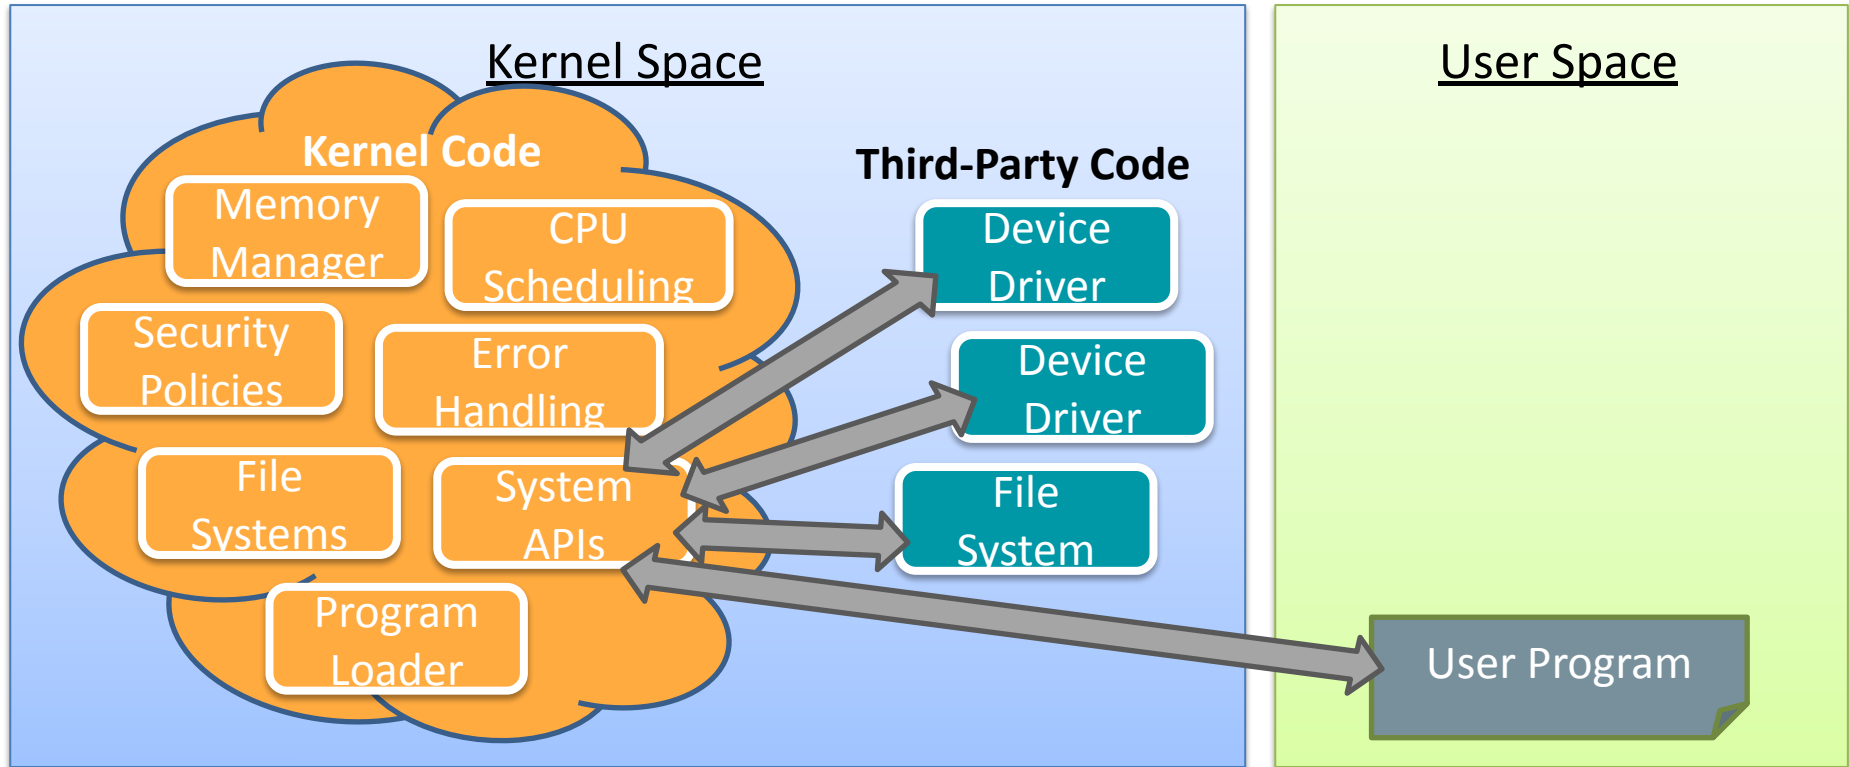 Kernel Space
User Space
Kernel Code
Third-Party Code
Memory
Manager
CPU
Scheduling
Device
Driver
Security
Policies
Error
Handling
Device
Driver
File
Systems
System
APIs
File
System
Program
Loader
User Program